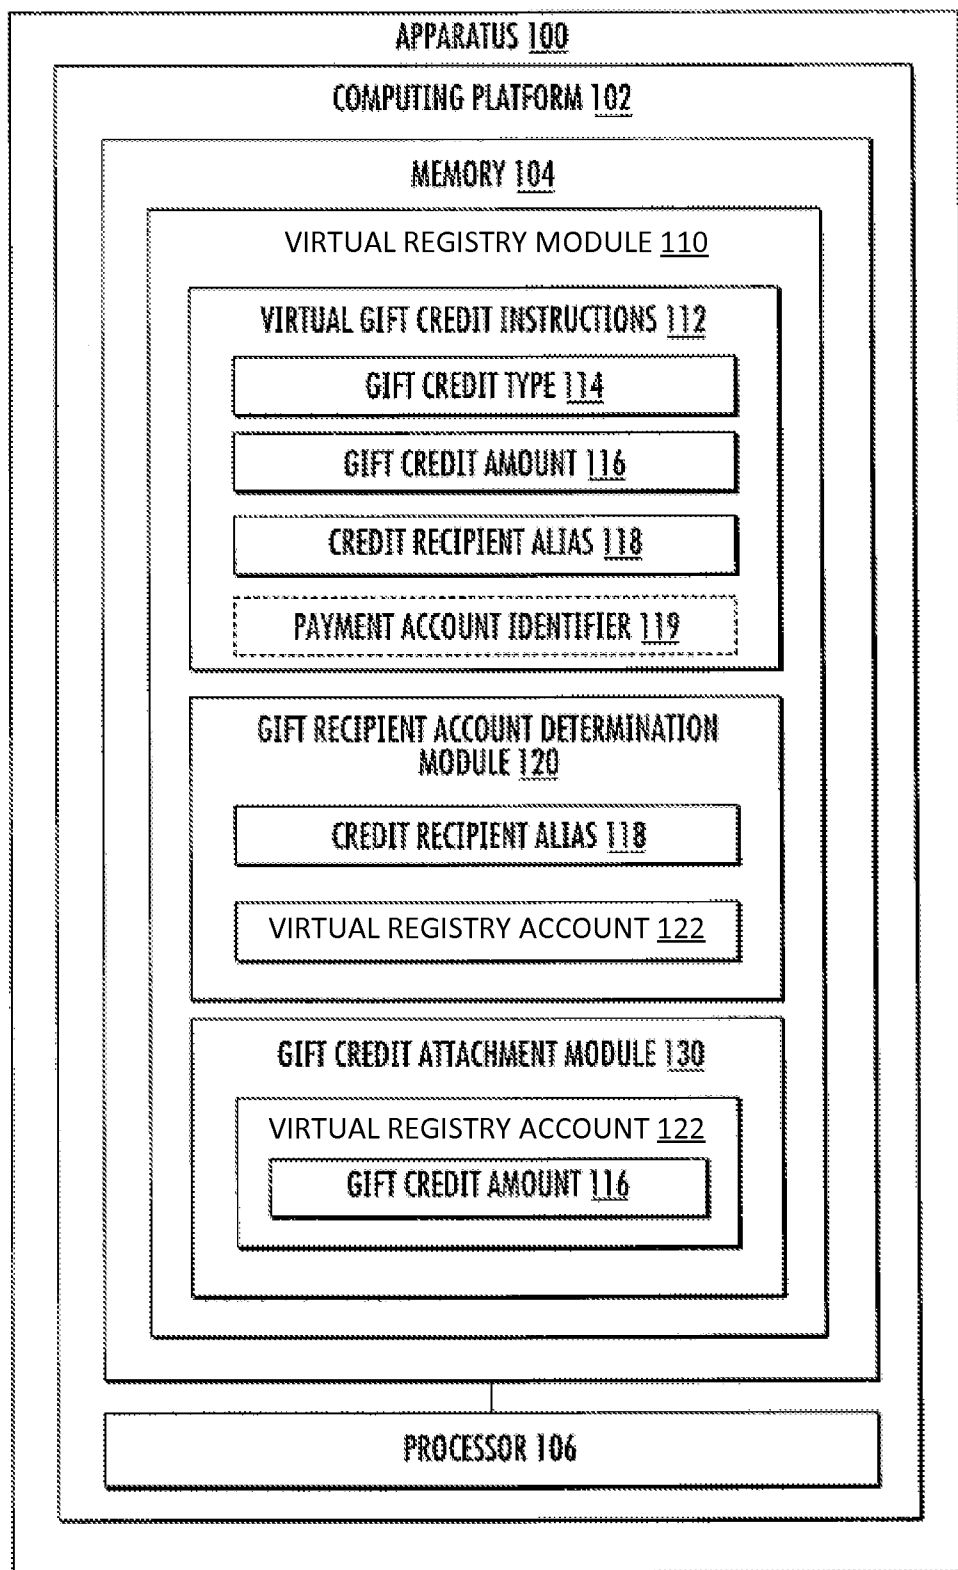 APPARATUS 100
COMPUTING PLATFORM 102
MEMORY 104
VIRTUAL REGISTRY MODULE 110
VIRTUAL GIFT CREDIT INSTRUCTIONS 112
GIFT CREDIT TYPE 114
GIFT CREDIT AMOUNT 116
CREDIT RECIPIENT ALIAS 118
PAYMENT ACCOUNT IDENTIFIER 119
GIFT RECIPIENT ACCOUNT DETERMINATION
MODULE 120
CREDIT RECIPIENT ALIAS 118
VIRTUAL REGISTRY ACCOUNT 122
GIFT CREDIT ATTACHMENT MODULE 130
VIRTUAL REGISTRY ACCOUNT 122
GIFT CREDIT AMOUNT 116
PROCESSOR 106